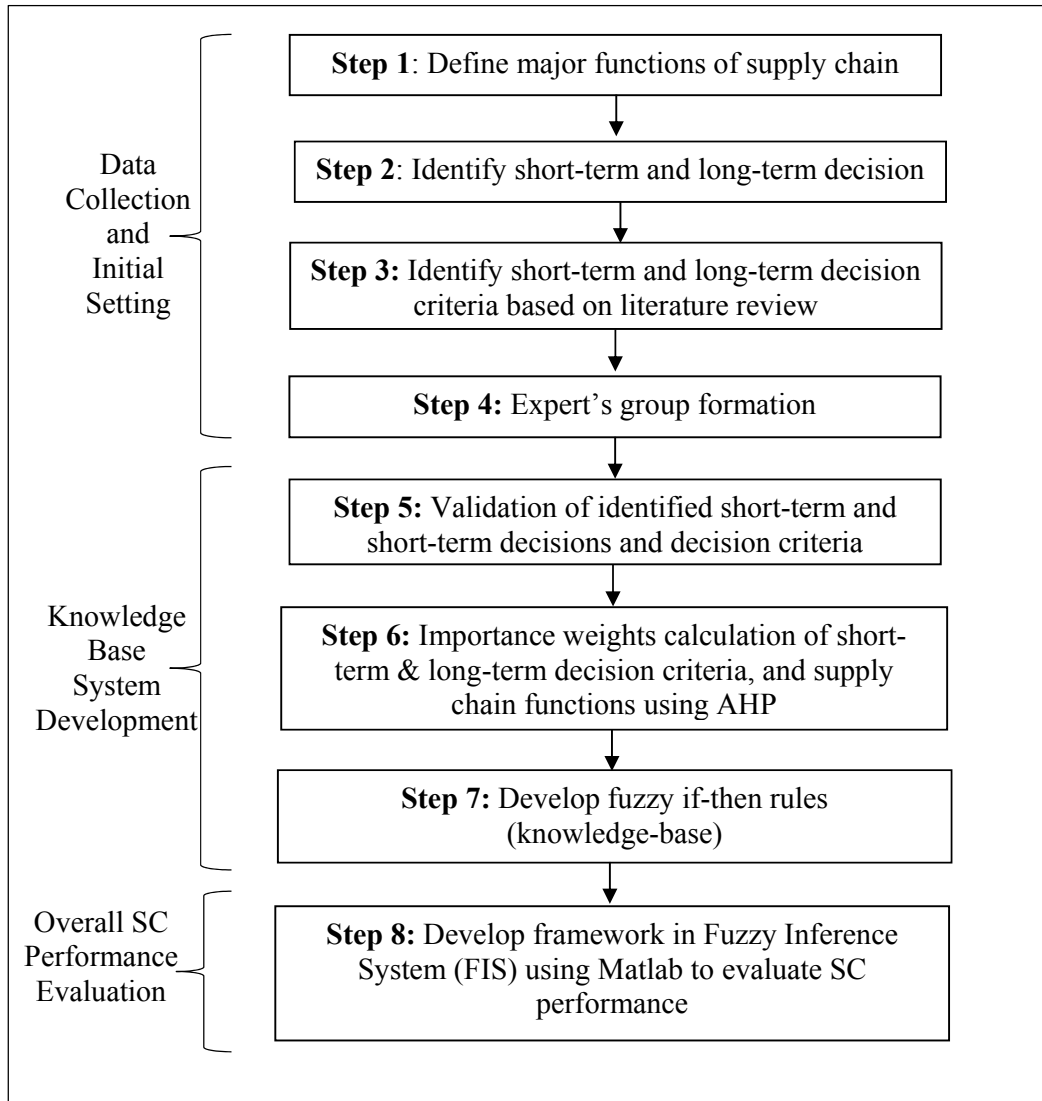 Step 1: Define major functions of supply chain
Step 2: Identify short-term and long-term decision
Data
Collection
and
Initial
Setting
Step 3: Identify short-term and long-term decision
criteria based on literature review
Step 4: Expert’s group formation
Step 5: Validation of identified short-term and
short-term decisions and decision criteria
Knowledge
Base
System
Development
Step 6: Importance weights calculation of short-
term & long-term decision criteria, and supply
chain functions using AHP
Step 7: Develop fuzzy if-then rules
(knowledge-base)
Overall SC
Performance
Evaluation
Step 8: Develop framework in Fuzzy Inference
System (FIS) using Matlab to evaluate SC
performance